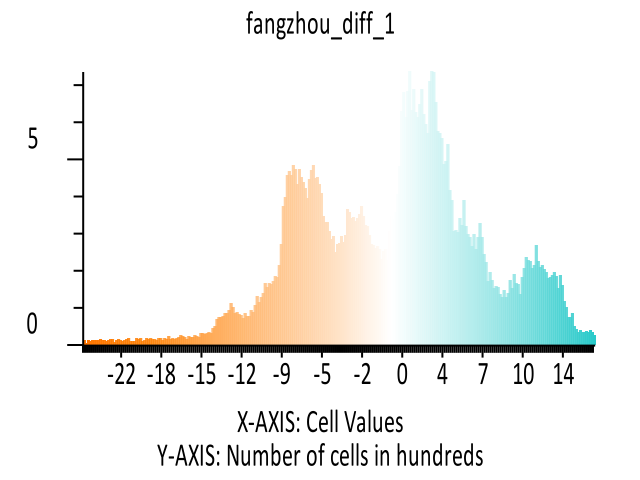 fangzhou_diff_1
5
0
-22 -18 -15 -12 -9 -5 -2 0 4 7 10 14
X-AXIS: Cell Values
Y-AXIS: Number of cells in hundreds